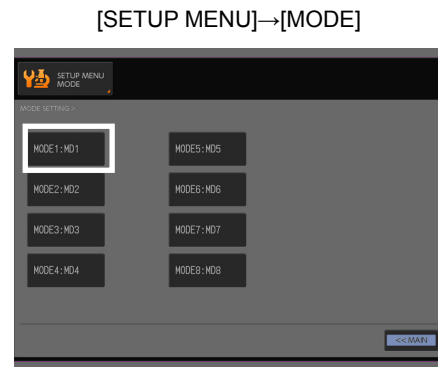 [SETUP MENU]→[MODE]
SETUP MENU
MODE
MODE SETTING >
MODE1:MD1
MODE5:MD5
MODE2:MD2
MODE6:MD6
MODE3:MD3
MODE7:MD7
MODE4:MD4
MODE8:MD8
<< MAIN